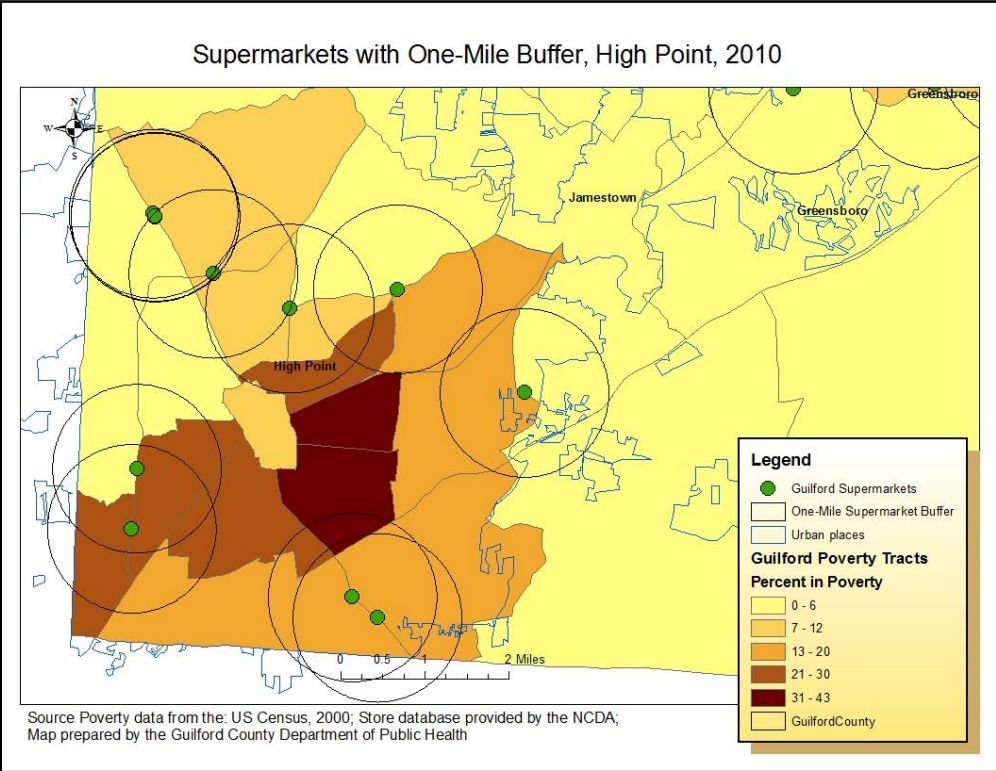 Supermarkets with One-Mile Buffer, High Point, 2010
N
W E
S
Greensboro
Jamestown
Greensboro
High Point
0 0.5 1 2 Miles
Legend
Guilford Supermarkets
One-Mile Supermarket Buffer
Urban places
Guilford Poverty Tracts
Percent in Poverty
0 - 6
7 - 12
13 - 20
21 - 30
31 - 43
GuilfordCounty
Source Poverty data from the: US Census, 2000; Store database provided by the NCDA;
Map prepared by the Guilford County Department of Public Health